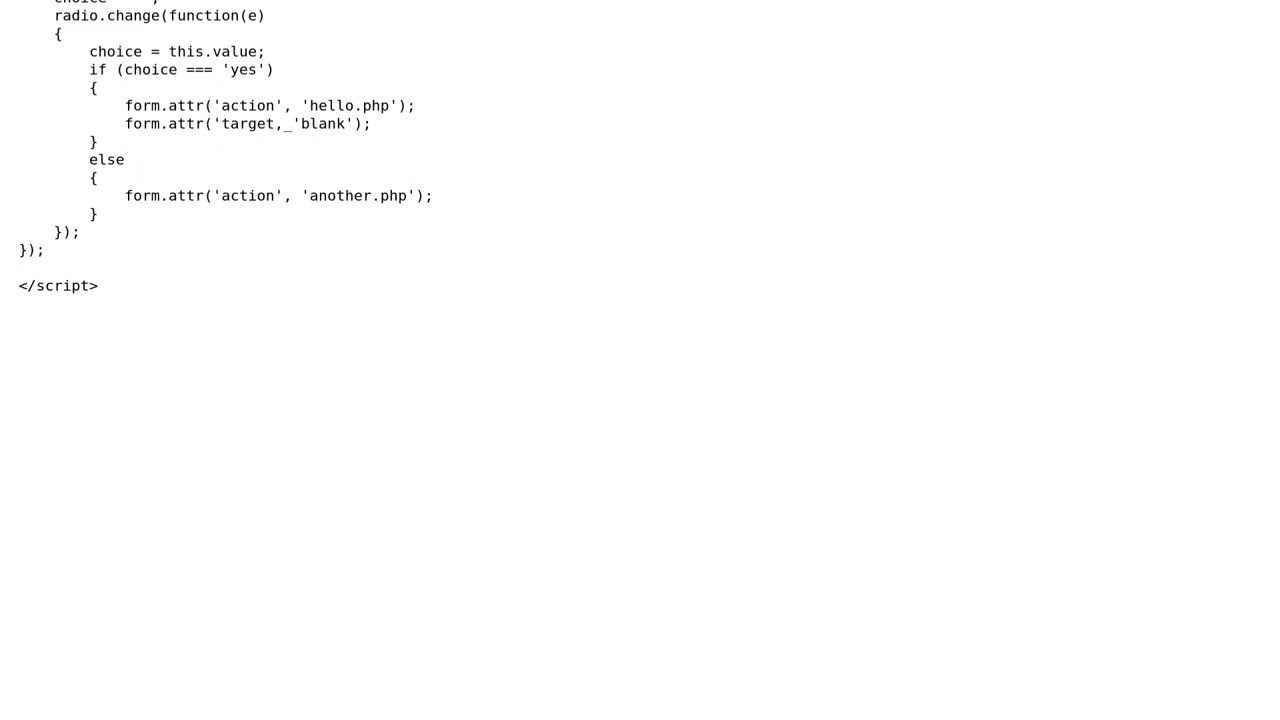 radio.change(function(e)
{
choice = this.value;
if (choice === 'yes')
{
form.attr('action', 'hello.php');
form.attr('target,_'blank');
}
else
{
form.attr('action', 'another.php');
}
});
});
</script>